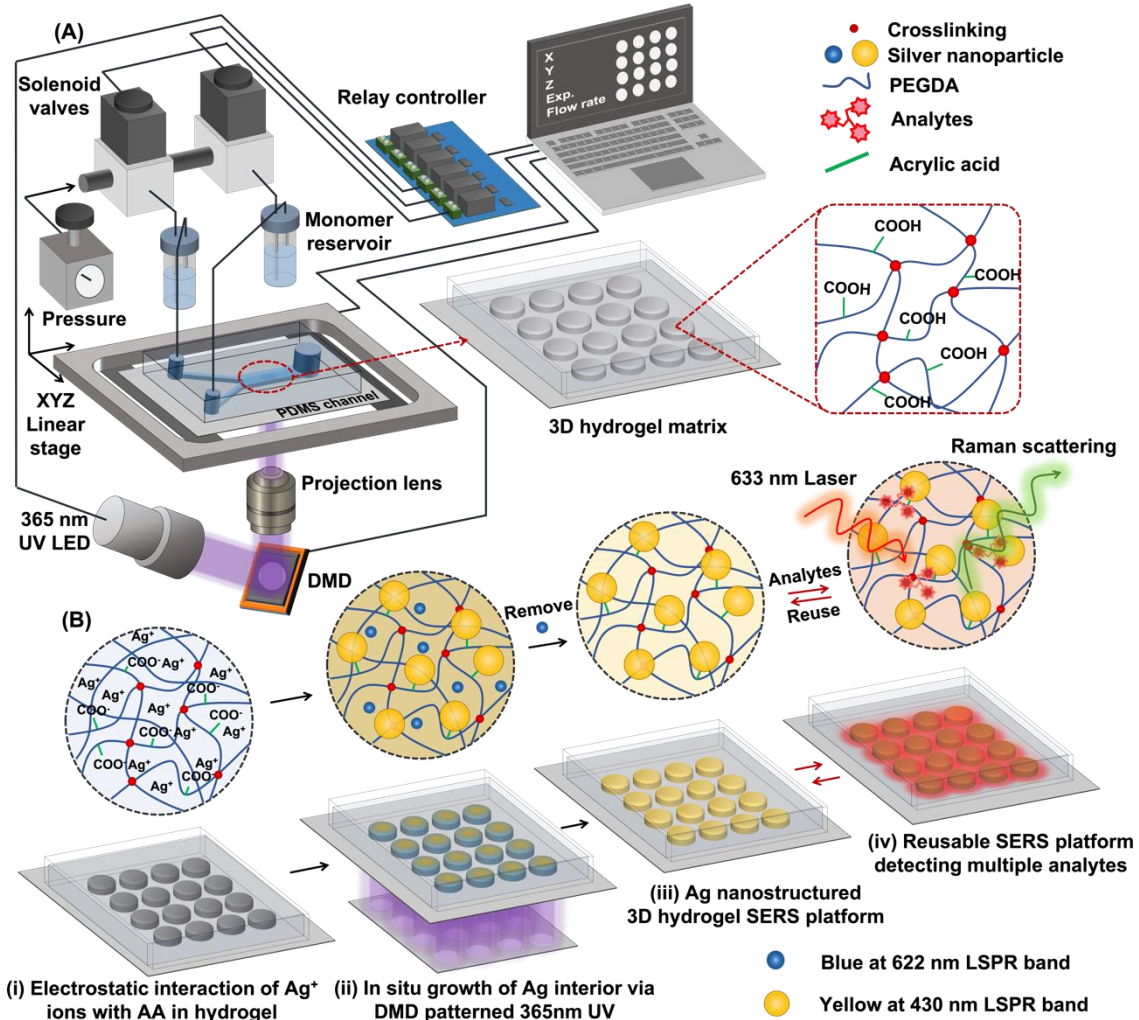 (A)
Solenoid
valves
Relay controller
X
Y
Z
Exp.
Flow rate
Crosslinking
Silver nanoparticle
PEGDA
Analytes
Acrylic acid
Monomer
reservoir
Pressure
XYZ
Linear
stage
PDMS channel
3D hydrogel matrix
COOH
COOH
COOH
COOH
COOH
COOH
Projection lens
365 nm
UV LED
DMD
633 nm Laser
Raman scattering
Remove
Analytes
Reuse
(B)
Ag⁺
Ag⁺
COO⁻Ag⁺
Ag⁺
Ag⁺
Ag⁺
COO⁻
COO⁻
Ag⁺
COO⁻
Ag⁺
COO⁻Ag⁺
COO⁻Ag⁺
Ag⁺
COO⁻
Ag⁺
(i) Electrostatic interaction of Ag⁺
ions with AA in hydrogel
(ii) In situ growth of Ag interior via
DMD patterned 365nm UV
(iii) Ag nanostructured
3D hydrogel SERS platform
(iv) Reusable SERS platform
detecting multiple analytes
Blue at 622 nm LSPR band
Yellow at 430 nm LSPR band